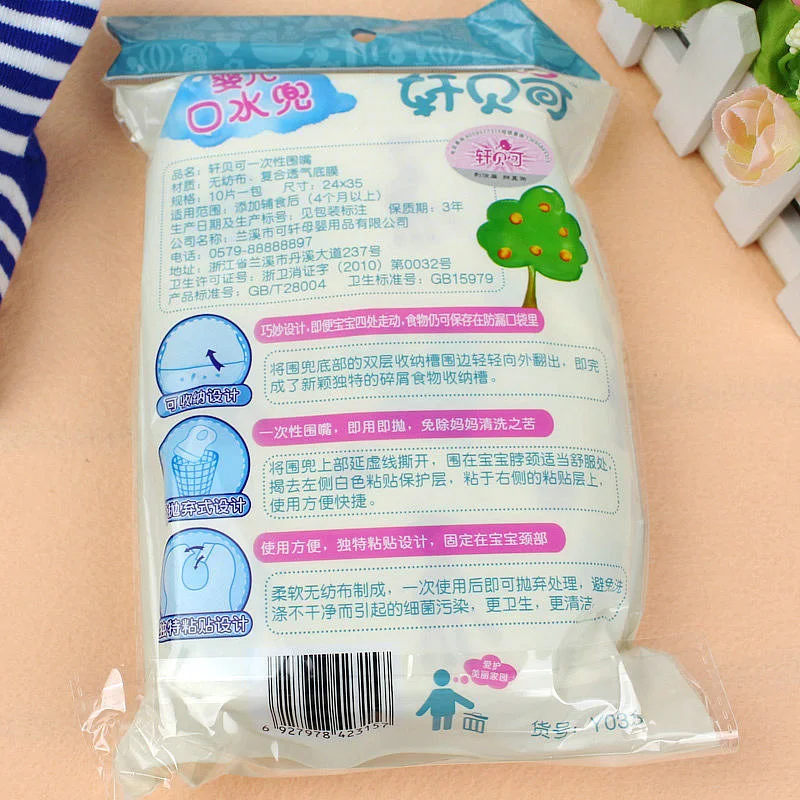 婴儿
口水兜
轩贝可
轩贝可
品名：轩贝可一次性围嘴
材质：无纺布、复合透气底膜
规格：10片一包 尺寸：24×35
适用范围：添加辅食后（4个月以上）
生产日期及生产标号：见包装标注 保质期：3年
公司名称：兰溪市可轩母婴用品有限公司
电话：0579-88888897
地址：浙江省兰溪市丹溪大道237号
卫生许可证号：浙卫消证字（2010）第0032号
产品标准号：GB/T28004 卫生标准号：GB15979
巧妙设计，即便宝宝四处走动，食物仍可保存在防漏口袋里
将围兜底部的双层收纳槽围边轻轻向外翻出，即完
成了新颖独特的碎屑食物收纳槽。
可收纳设计
一次性围嘴，即用即抛，免除妈妈清洗之苦
将围兜上部延虚线撕开，围在宝宝脖颈适当舒服处，
揭去左侧白色粘贴保护层，粘于右侧的粘贴层上，
使用方便快捷。
可抛弃式设计
使用方便，独特粘贴设计，固定在宝宝颈部
柔软无纺布制成，一次使用后即可抛弃处理，避免洗
涤不干净而引起的细菌污染，更卫生，更清洁
独特粘贴设计
爱护
美丽家园
6 927978 423157
货号：Y035